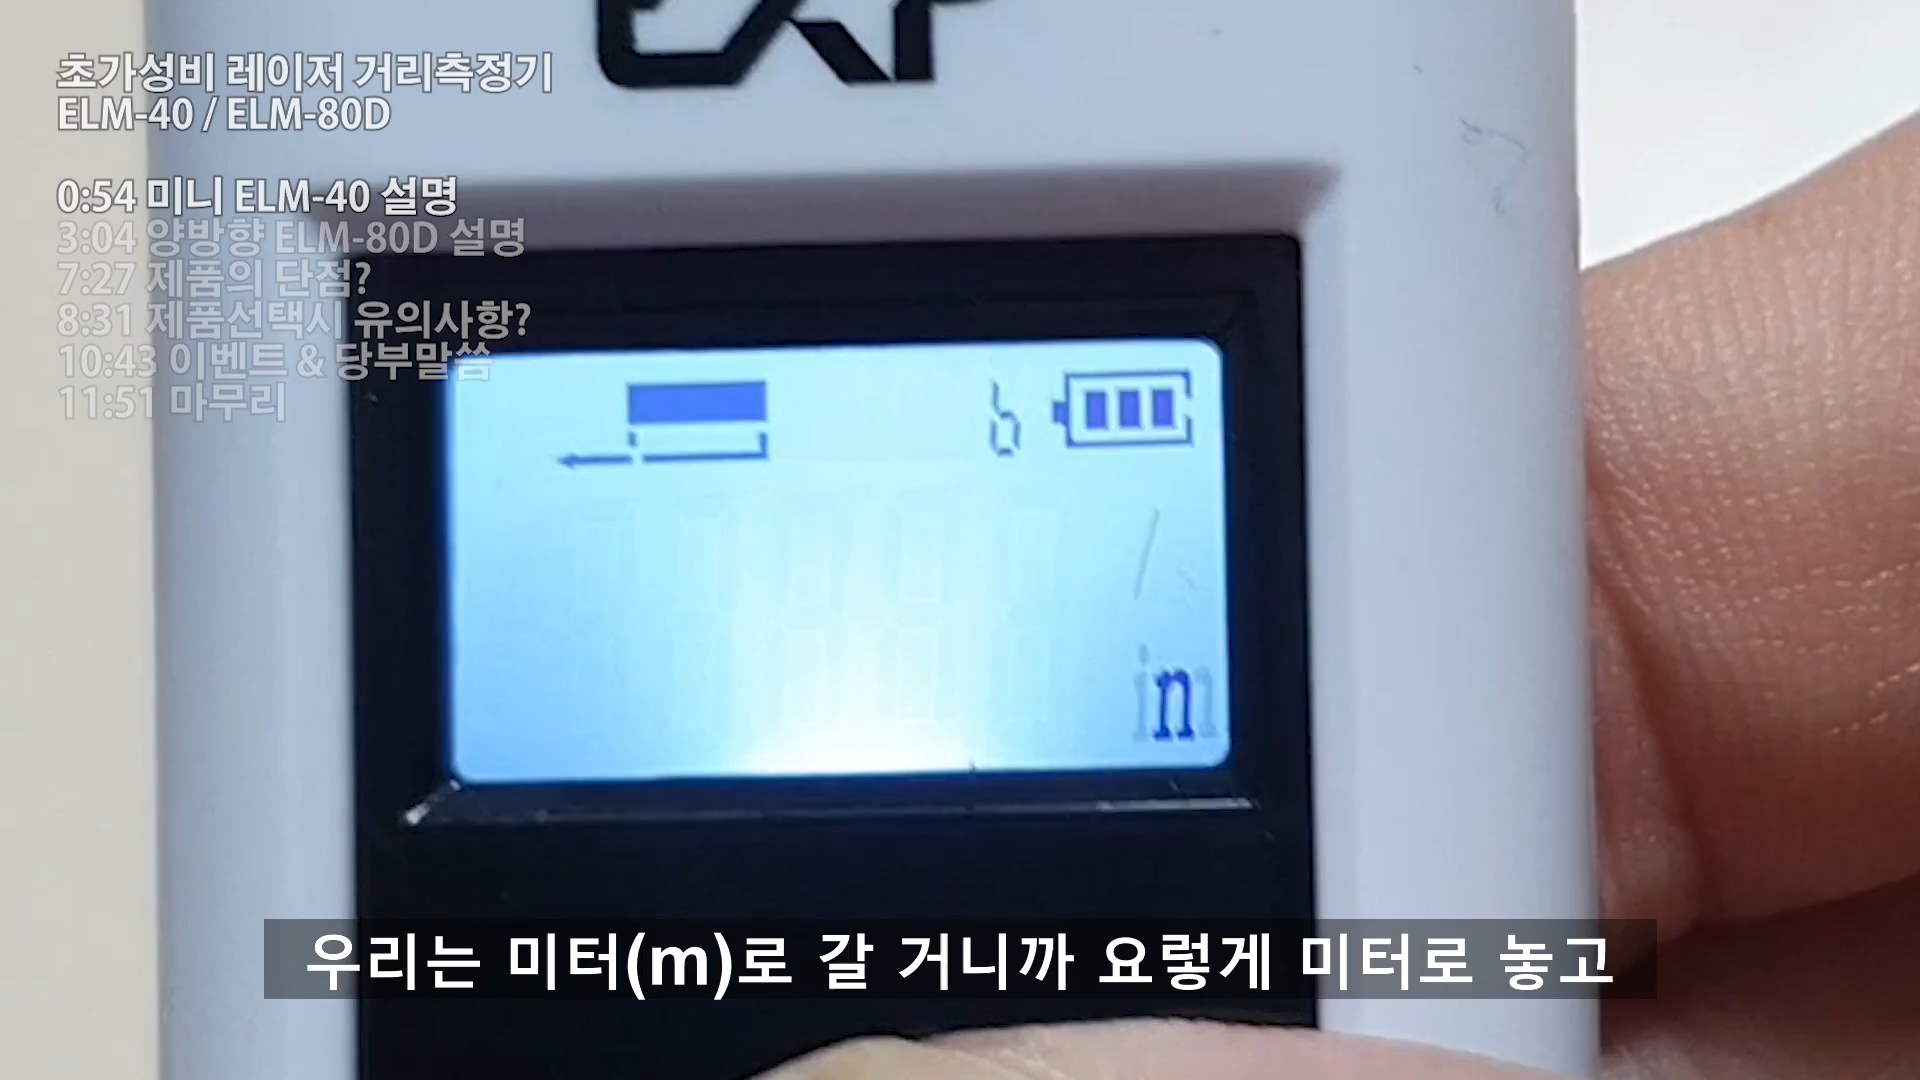 EXP
초가성비 레이저 거리측정기
ELM-40 / ELM-80D
0:54 미니 ELM-40 설명
3:04 양방향 ELM-80D 설명
7:27 제품의 단점?
8:31 제품선택시 유의사항?
10:43 이벤트 & 당부말씀
11:51 마무리
b
우리는 미터(m)로 갈 거니까 요렇게 미터로 놓고